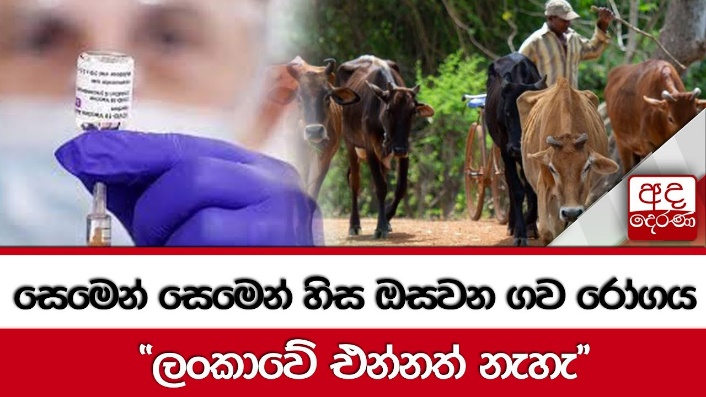 අද
දෙරණ
සෙමෙන් සෙමෙන් හිස ඔසවන ගව රෝගය
“ලංකාවේ එන්නත් නැහැ”